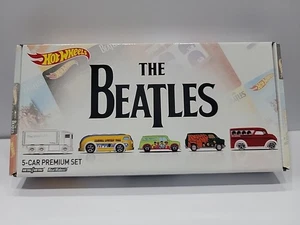 Hot Wheels
THE
BEATLES
5-CAR PREMIUM SET